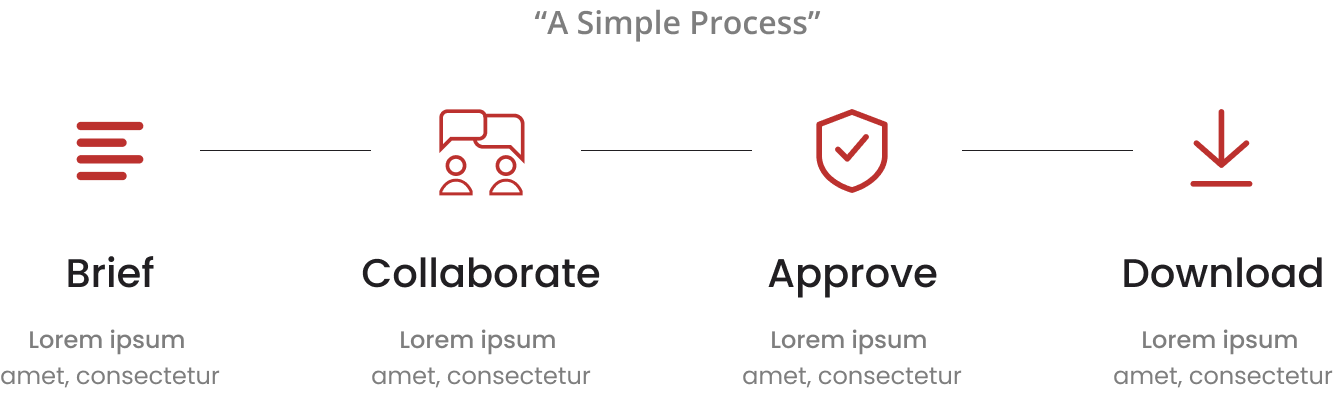 “A Simple Process”
Brief
Collaborate
Approve
Download
Lorem ipsum
amet, consectetur
Lorem ipsum
amet, consectetur
Lorem ipsum
amet, consectetur
Lorem ipsum
amet, consectetur